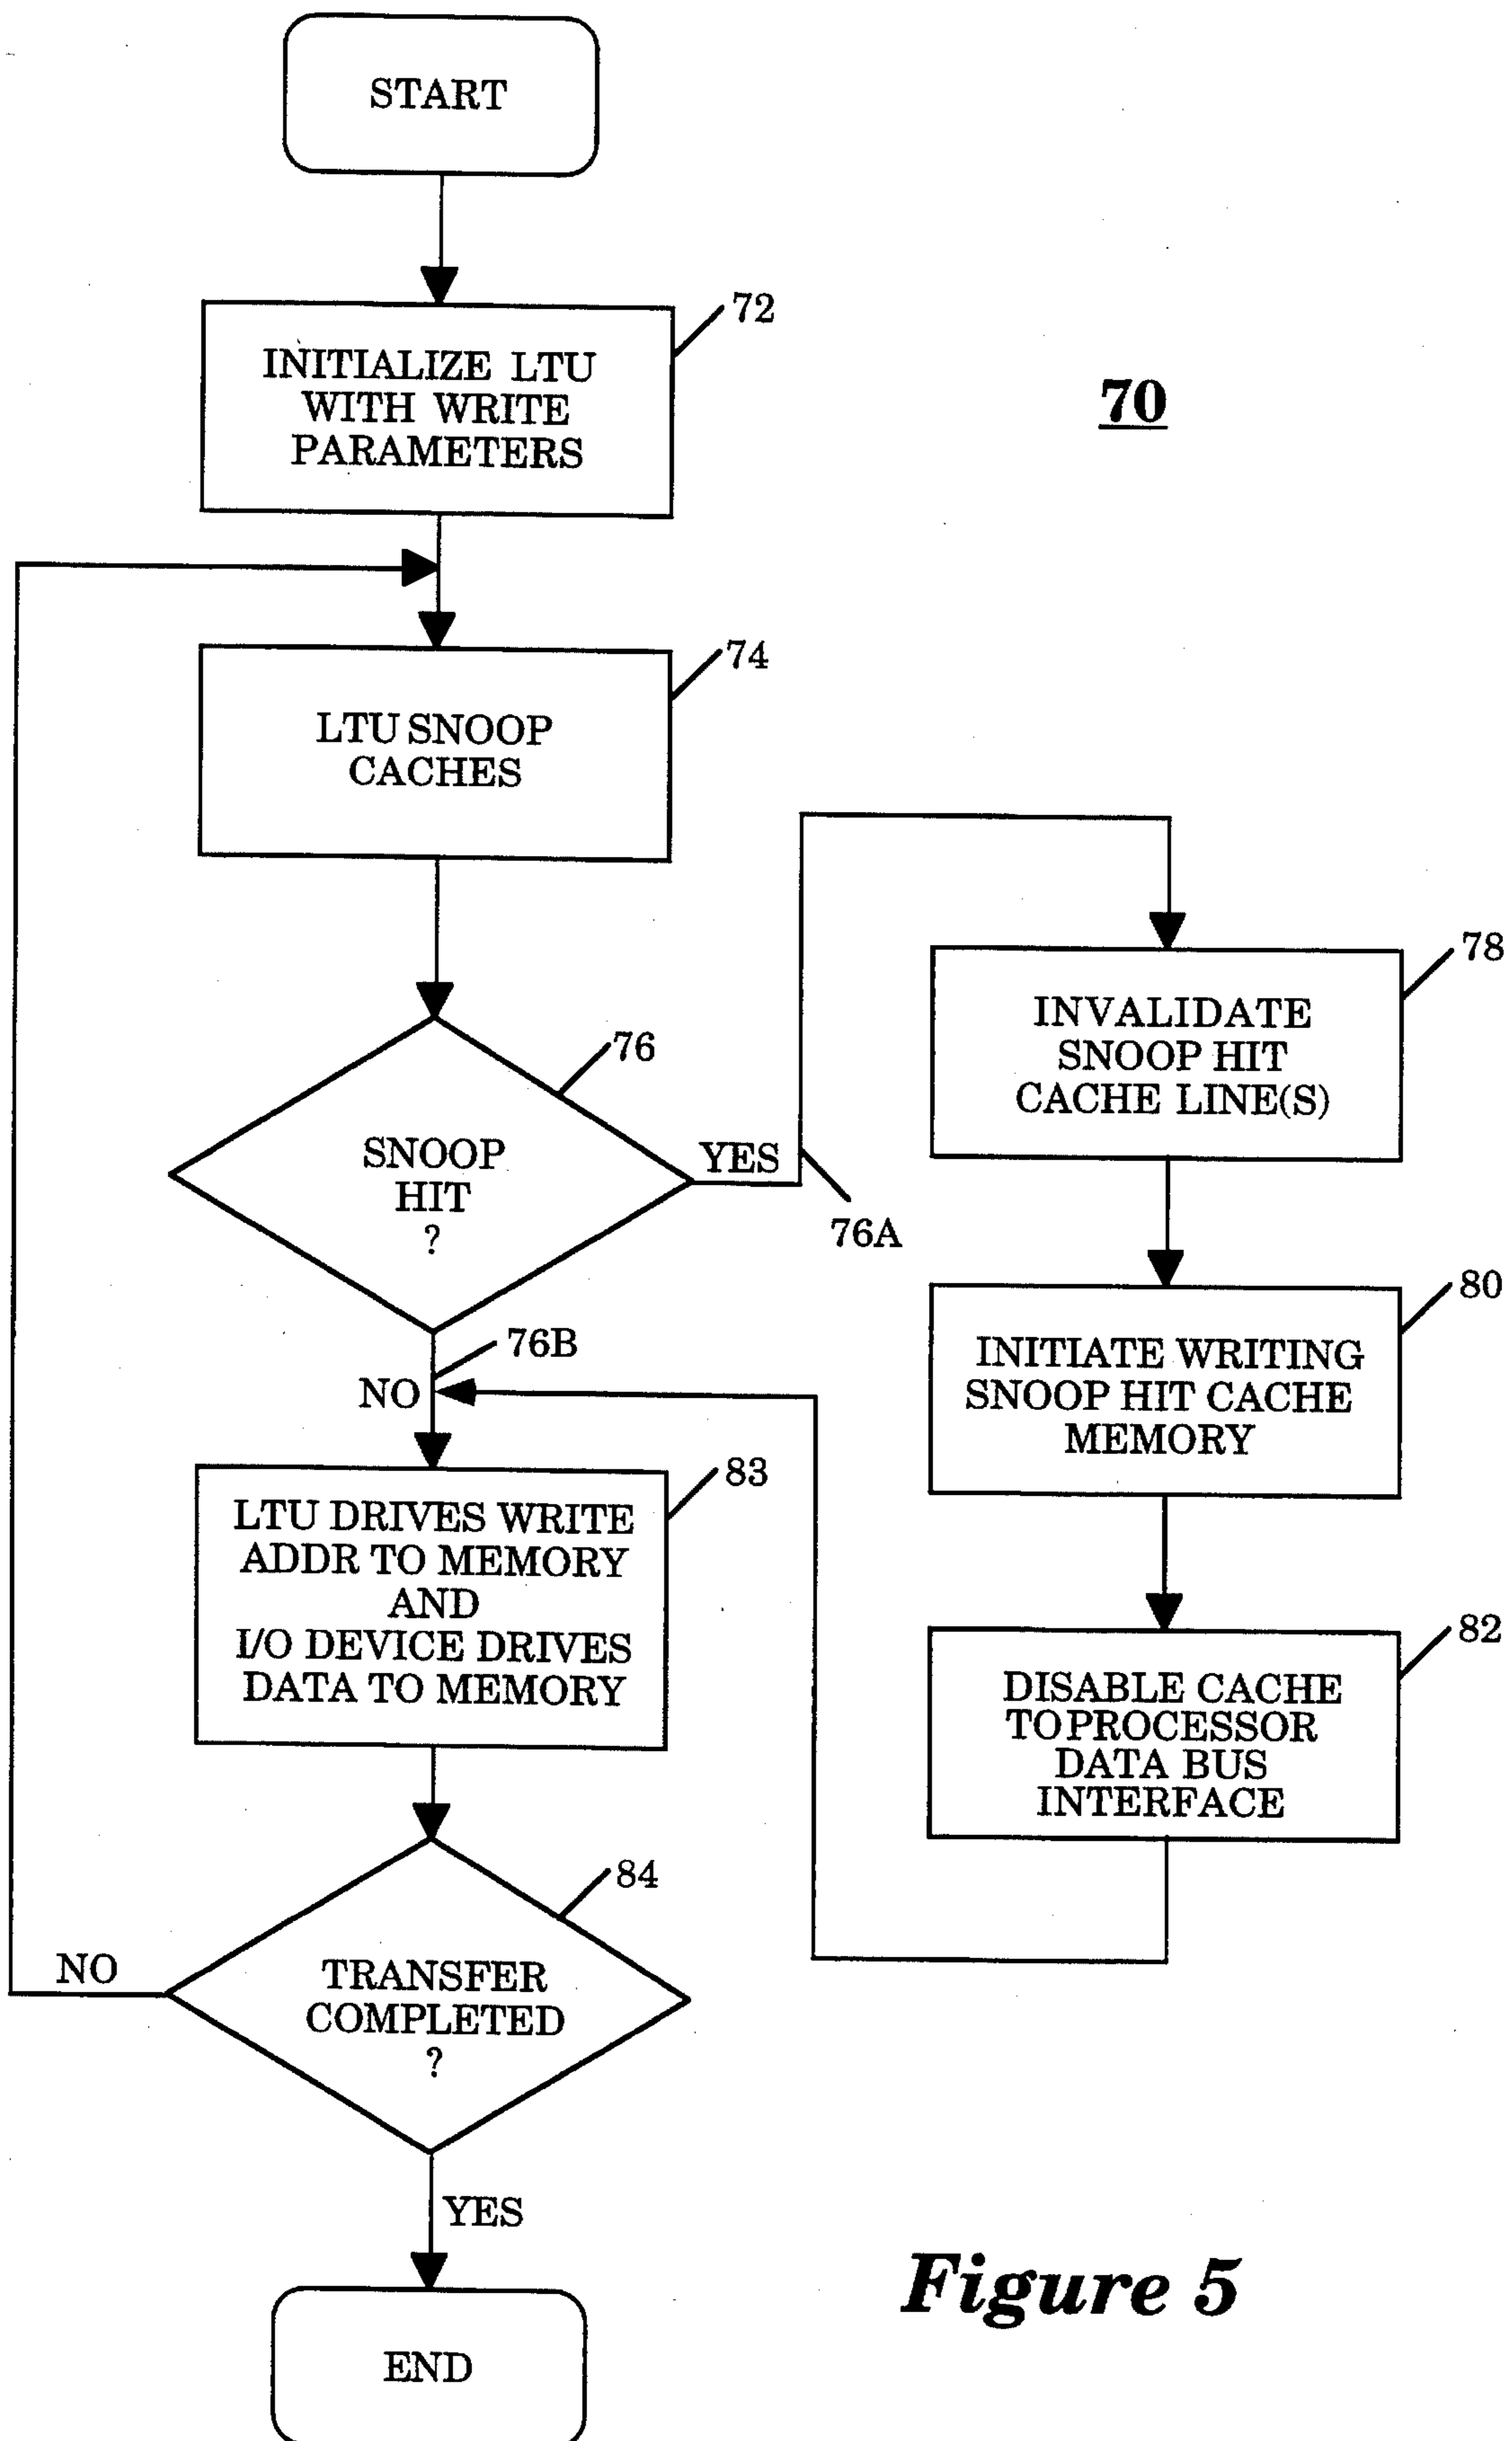 START
72
INITIALIZE LTU
WITH WRITE
PARAMETERS
70
74
LTU SNOOP
CACHES
78
INVALIDATE
SNOOP HIT
CACHE LINE(S)
76
SNOOP
HIT
?
YES
76A
80
INITIATE WRITING
SNOOP HIT CACHE
MEMORY
76B
NO
83
LTU DRIVES WRITE
ADDR TO MEMORY
AND
I/O DEVICE DRIVES
DATA TO MEMORY
82
DISABLE CACHE
TO PROCESSOR
DATA BUS
INTERFACE
84
TRANSFER
COMPLETED
?
NO
YES
END
Figure 5